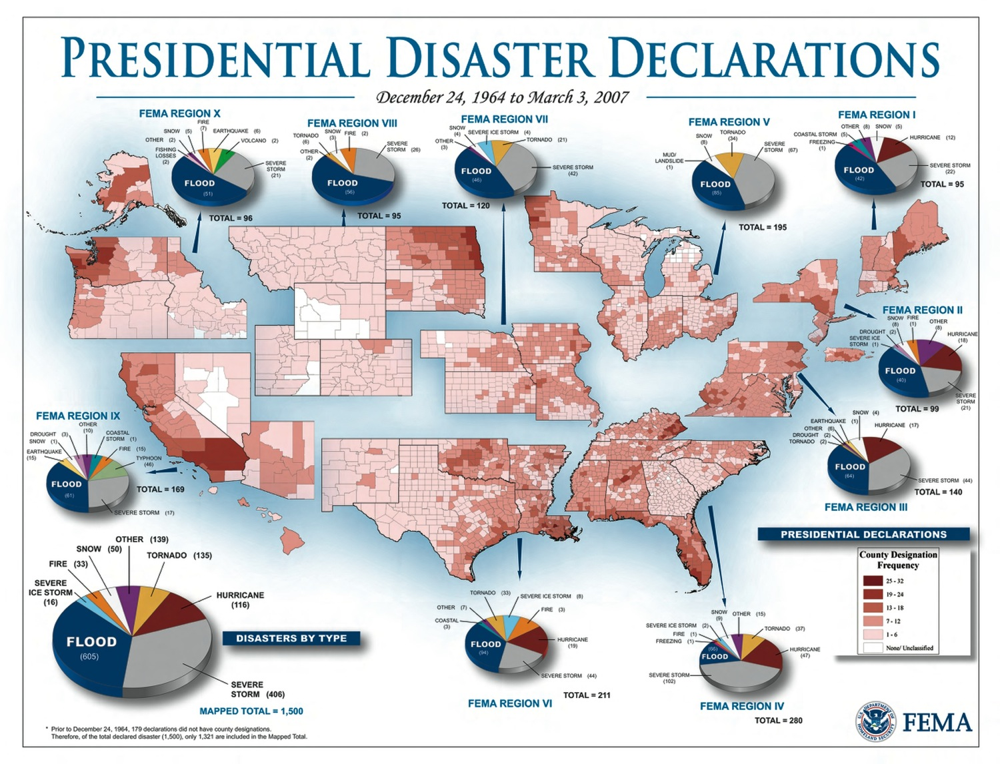 PRESIDENTIAL DISASTER DECLARATIONS
December 24, 1964 to March 3, 2007
FEMA REGION X
FIRE
(7)
SNOW (5)
EARTHQUAKE (6)
OTHER (2)
VOLCANO (2)
FISHING
LOSSES
(2)
SEVERE
STORM
(21)
FLOOD
(51)
TOTAL = 96
FEMA REGION VIII
TORNADO
(6)
SNOW
(3)
FIRE (2)
SEVERE
STORM (26)
OTHER
(2)
FLOOD
(56)
TOTAL = 95
FEMA REGION VII
SNOW
(4)
SEVERE ICE STORM (4)
OTHER
(3)
TORNADO (21)
SEVERE STORM
(42)
FLOOD
(46)
TOTAL = 120
FEMA REGION V
SNOW
(8)
TORNADO
(34)
SEVERE
STORM (67)
MUD/
LANDSLIDE
(1)
FLOOD
(85)
TOTAL = 195
FEMA REGION I
OTHER (8)
SNOW (5)
COASTAL STORM (5)
HURRICANE (12)
FREEZING
(1)
SEVERE STORM
(22)
FLOOD
(42)
TOTAL = 95
FEMA REGION II
SNOW
(8)
FIRE
(1)
OTHER
(8)
DROUGHT (2)
HURRICANE
(18)
SEVERE ICE
STORM (1)
FLOOD
(40)
SEVERE
STORM
(21)
TOTAL = 99
SNOW (4)
EARTHQUAKE (1)
HURRICANE (17)
OTHER (6)
DROUGHT (2)
TORNADO (2)
FLOOD
(64)
SEVERE STORM (44)
TOTAL = 140
FEMA REGION III
FEMA REGION IX
OTHER
(10)
DROUGHT (3)
COASTAL
STORM (1)
SNOW (1)
FIRE (15)
EARTHQUAKE
(15)
TYPHOON
(46)
FLOOD
(61)
TOTAL = 169
SEVERE STORM (17)
OTHER (139)
SNOW (50)
TORNADO (135)
FIRE (33)
SEVERE
ICE STORM
(16)
HURRICANE
(116)
FLOOD
(605)
SEVERE
STORM (406)
DISASTERS BY TYPE
MAPPED TOTAL = 1,500
TORNADO (33)
SEVERE ICE STORM (8)
OTHER (7)
FIRE (3)
COASTAL
(3)
HURRICANE
(19)
FLOOD
(94)
SEVERE STORM (44)
TOTAL = 211
FEMA REGION VI
SNOW
(9)
OTHER (15)
SEVERE ICE STORM (2)
TORNADO (37)
FIRE (1)
FREEZING (1)
HURRICANE
(47)
(66)
FLOOD
SEVERE STORM
(102)
FEMA REGION IV
TOTAL = 280
PRESIDENTIAL DECLARATIONS
County Designation
Frequency
25 - 32
19 - 24
13 - 18
7 - 12
1 - 6
None/ Unclassified
* Prior to December 24, 1964, 179 declarations did not have county designations.
Therefore, of the total declared disaster (1,500), only 1,321 are included in the Mapped Total.
U.S. DEPARTMENT OF
HOMELAND SECURITY
FEMA